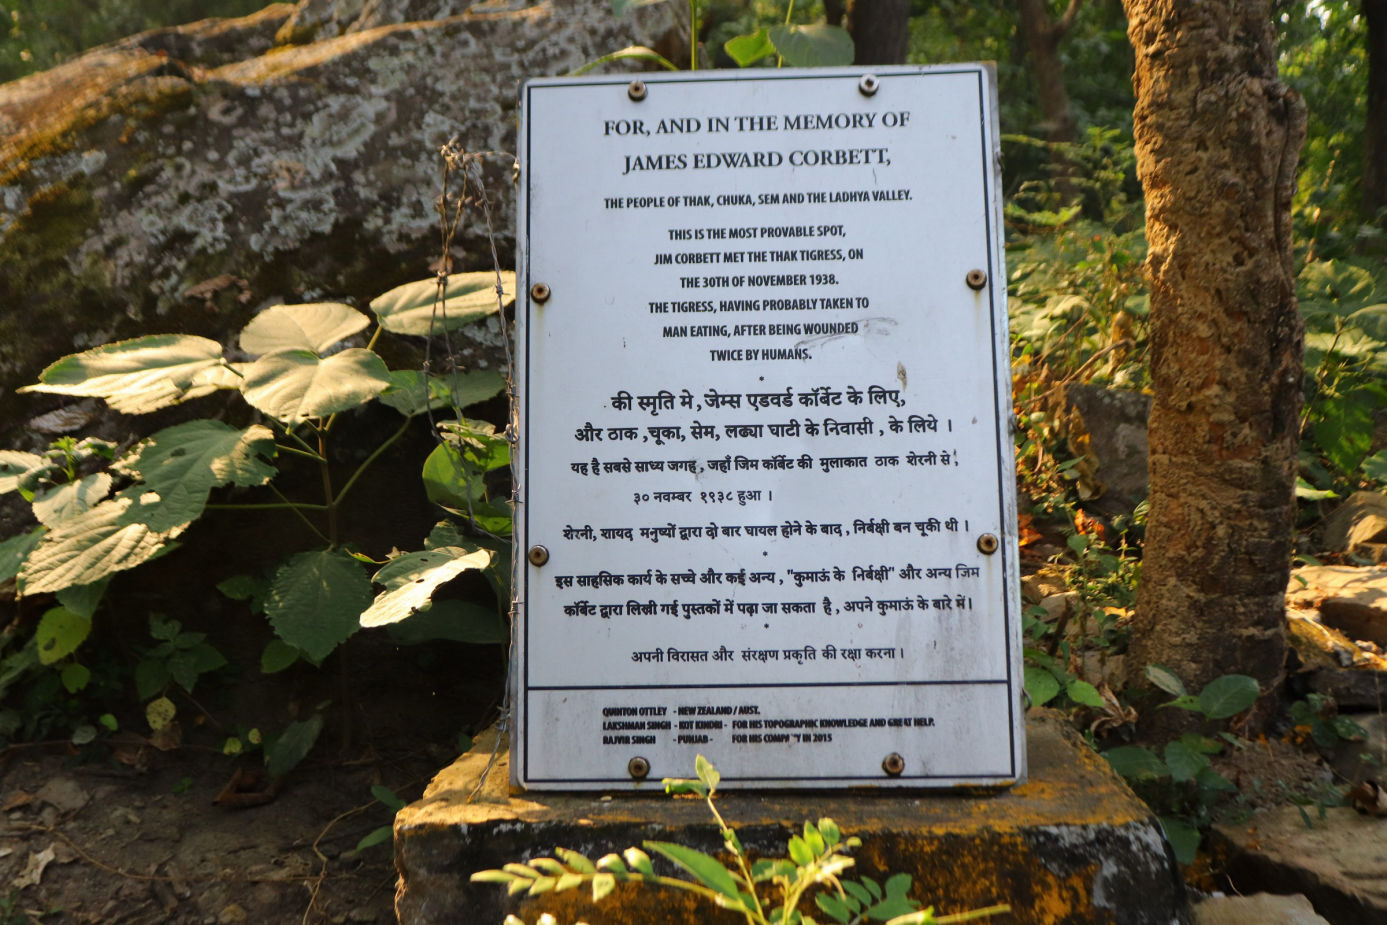 FOR, AND IN THE MEMORY OF
JAMES EDWARD CORBETT,
THE PEOPLE OF THAK, CHUKA, SEM AND THE LADHYA VALLEY.
THIS IS THE MOST PROVABLE SPOT,
JIM CORBETT MET THE THAK TIGRESS, ON
THE 30TH OF NOVEMBER 1938.
THE TIGRESS, HAVING PROBABLY TAKEN TO
MAN EATING, AFTER BEING WOUNDED
TWICE BY HUMANS.
*
की स्मृति मे , जेम्स एडवर्ड कॉर्बेट के लिए,
और ठाक , चूका, सेम, लढ्या घाटी के निवासी , के लिये ।
यह है सबसे साध्य जगह , जहाँ जिम कॉर्बेट की मुलाकात ठाक शेरनी से ,
३० नवम्बर १९३८ हुआ ।
शेरनी, शायद मनुष्यों द्वारा दो बार घायल होने के बाद , निर्बक्षी बन चूकी थी ।
*
इस साहसिक कार्य के सच्चे और कई अन्य , "कुमाऊं के निर्बक्षी" और अन्य जिम
कॉर्बेट द्वारा लिखी गई पुस्तकों में पढ़ा जा सकता है , अपने कुमाऊं के बारे में।
*
अपनी विरासत और संरक्षण प्रकृति की रक्षा करना ।
QUINTON OTTLEY - NEW ZEALAND / AUST.
LAKSHMAN SINGH - KOT KINDRI - FOR HIS TOPOGRAPHIC KNOWLEDGE AND GREAT HELP.
RAJVIR SINGH - PUNJAB - FOR HIS IN 2015